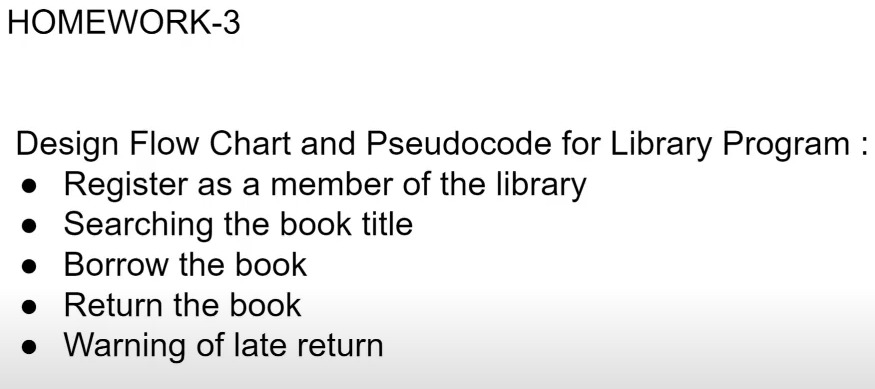 HOMEWORK-3
Design Flow Chart and Pseudocode for Library Program :
● Register as a member of the library
● Searching the book title
● Borrow the book
● Return the book
● Warning of late return